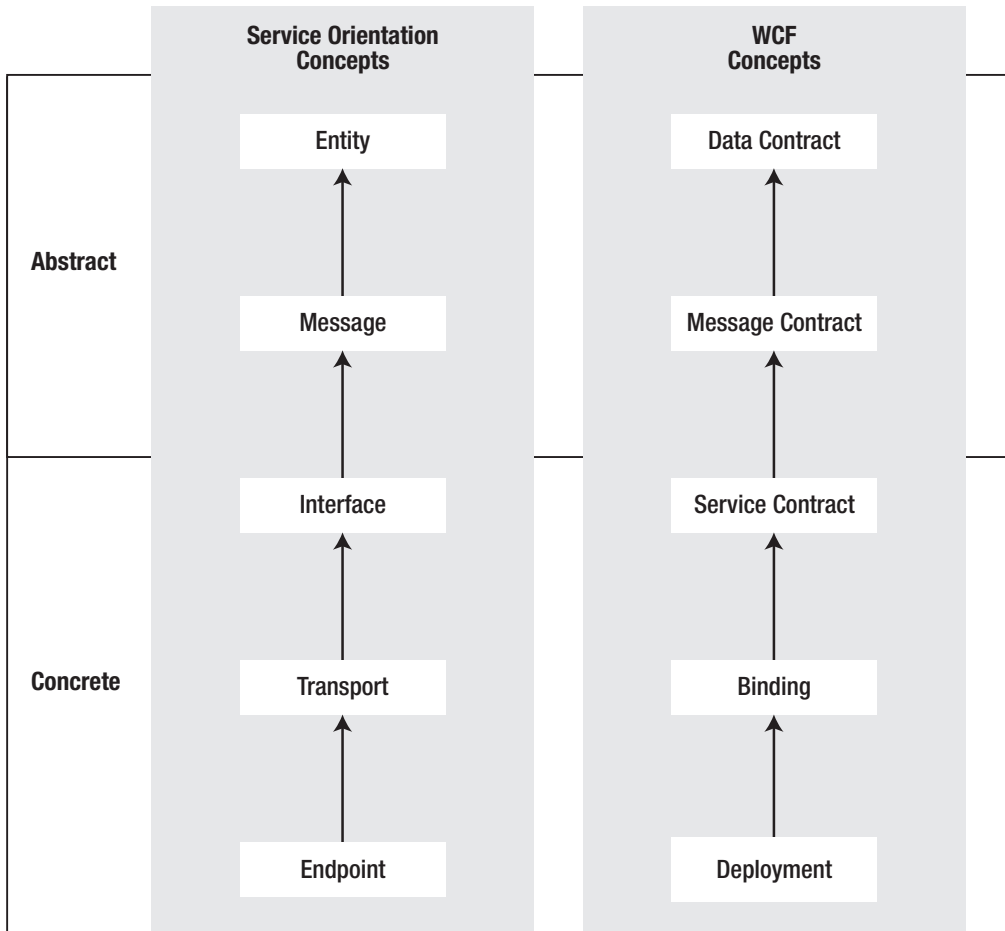 Service Orientation
Concepts
WCF
Concepts
Entity
Data Contract
Abstract
Message
Message Contract
Interface
Service Contract
Concrete
Transport
Binding
Endpoint
Deployment